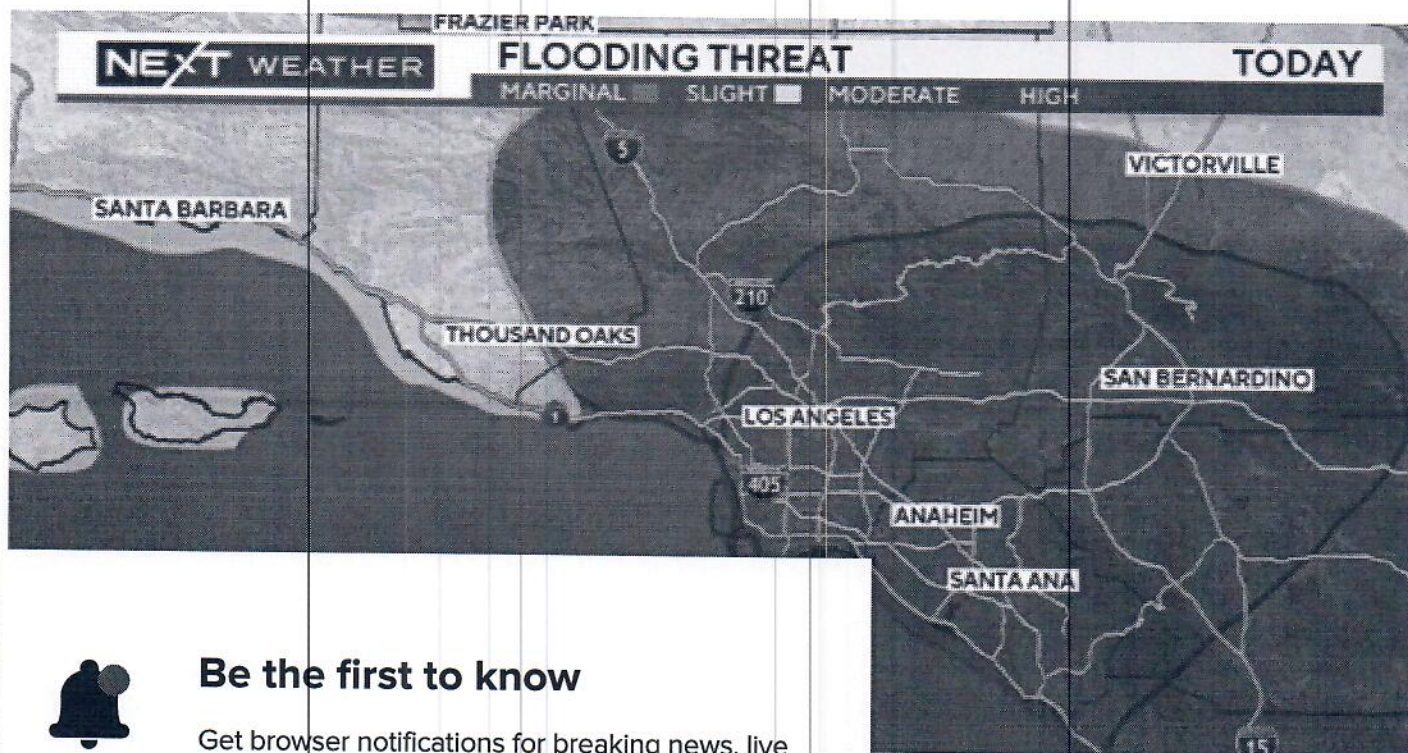 FRAZIER PARK
NEXT WEATHER
FLOODING THREAT
TODAY
MARGINAL SLIGHT MODERATE HIGH
5
VICTORVILLE
SANTA BARBARA
210
THOUSAND OAKS
SAN BERNARDINO
1
LOS ANGELES
405
ANAHEIM
SANTA ANA
Be the first to know
Get browser notifications for breaking news, live
15